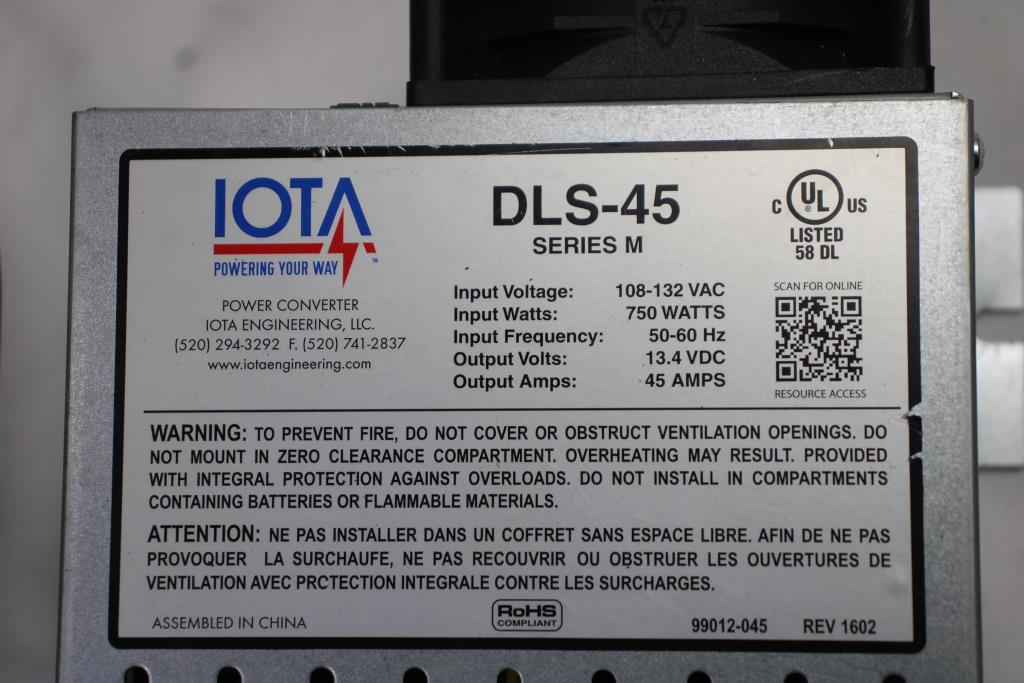 IOTA
™
POWERING YOUR WAY
POWER CONVERTER
IOTA ENGINEERING, LLC.
(520) 294-3292 F. (520) 741-2837
www.iotaengineering.com
DLS-45
SERIES M
Input Voltage: 108-132 VAC
Input Watts: 750 WATTS
Input Frequency: 50-60 Hz
Output Volts: 13.4 VDC
Output Amps: 45 AMPS
C UL ® US
LISTED
58 DL
SCAN FOR ONLINE
RESOURCE ACCESS
WARNING: TO PREVENT FIRE, DO NOT COVER OR OBSTRUCT VENTILATION OPENINGS. DO
NOT MOUNT IN ZERO CLEARANCE COMPARTMENT. OVERHEATING MAY RESULT. PROVIDED
WITH INTEGRAL PROTECTION AGAINST OVERLOADS. DO NOT INSTALL IN COMPARTMENTS
CONTAINING BATTERIES OR FLAMMABLE MATERIALS.
ATTENTION: NE PAS INSTALLER DANS UN COFFRET SANS ESPACE LIBRE. AFIN DE NE PAS
PROVOQUER LA SURCHAUFE, NE PAS RECOUVRIR OU OBSTRUER LES OUVERTURES DE
VENTILATION AVEC PRCTECTION INTEGRALE CONTRE LES SURCHARGES.
ASSEMBLED IN CHINA
RoHS
COMPLIANT
99012-045 REV 1602